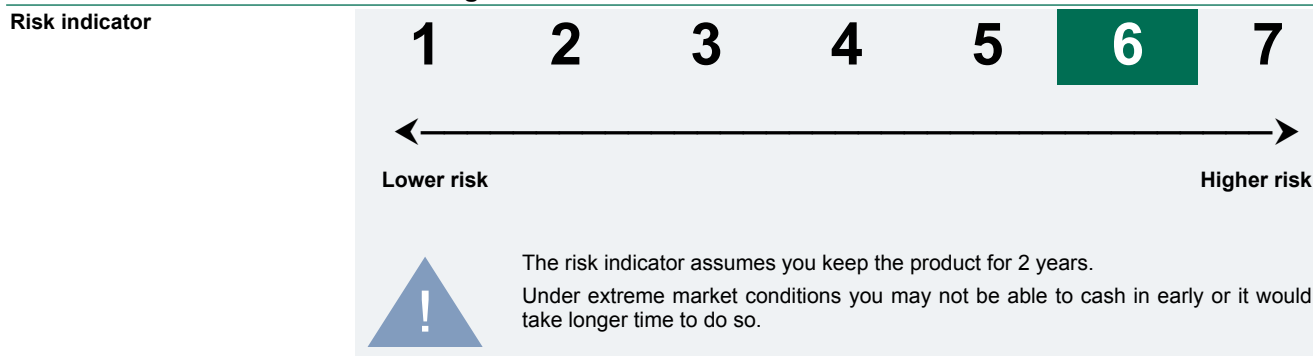 Risk indicator
1 2 3 4 5 6 7
Lower risk Higher risk
!
The risk indicator assumes you keep the product for 2 years.
Under extreme market conditions you may not be able to cash in early or it would
take longer time to do so.